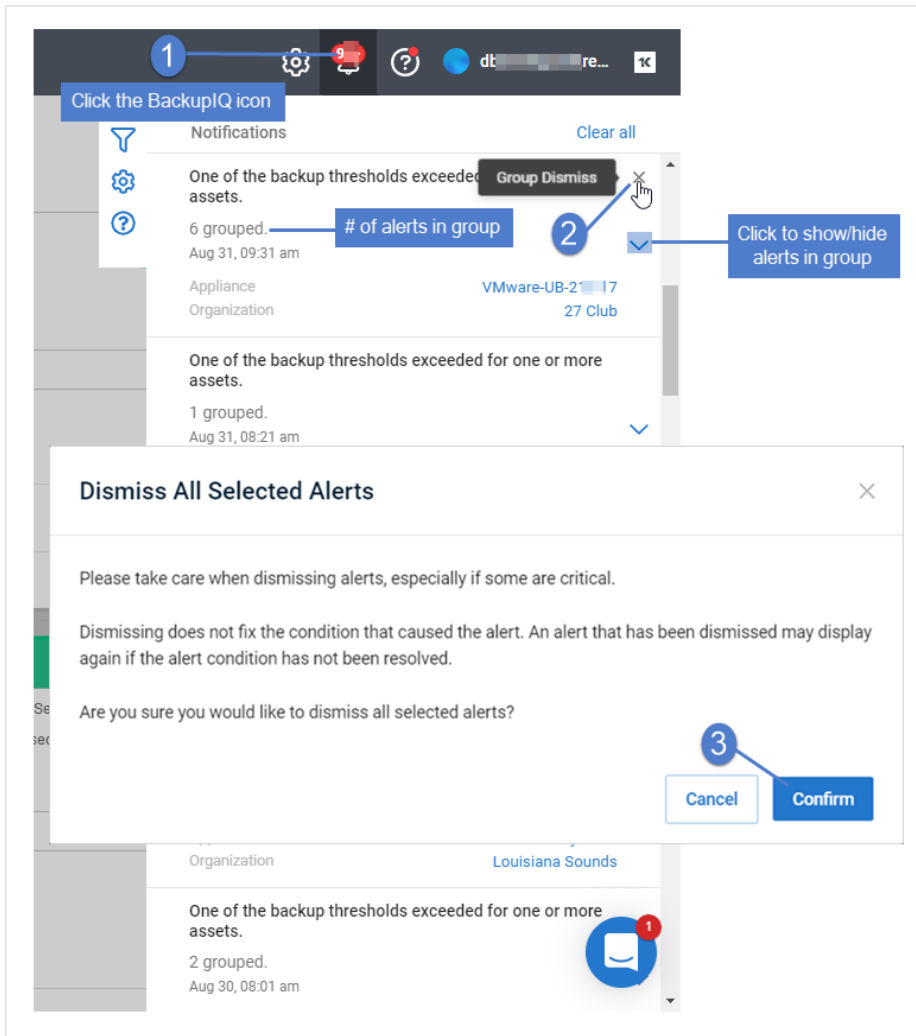 1
9
db
re...
Click the BackupIQ icon
Notifications
Clear all
One of the backup thresholds exceeded
assets.
Group Dismiss
6 grouped.
# of alerts in group
2
Click to show/hide
alerts in group
Aug 31, 09:31 am
Appliance
VMware-UB-21 7
Organization
27 Club
One of the backup thresholds exceeded for one or more
assets.
1 grouped.
Aug 31, 08:21 am
Dismiss All Selected Alerts
Please take care when dismissing alerts, especially if some are critical.
Dismissing does not fix the condition that caused the alert. An alert that has been dismissed may display
again if the alert condition has not been resolved.
Are you sure you would like to dismiss all selected alerts?
3
Cancel
Confirm
Organization
Louisiana Sounds
One of the backup thresholds exceeded for one or more
assets.
1
2 grouped.
Aug 30, 08:01 am